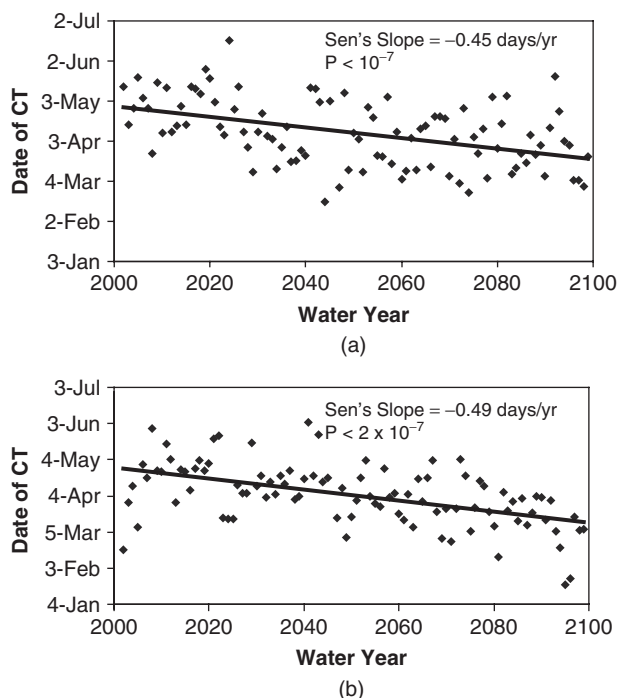 2-Jul
2-Jun
3-May
3-Apr
4-Mar
2-Feb
3-Jan
Date of CT
Sen's Slope = –0.45 days/yr
P < 10⁻⁷
2000 2020 2040 2060 2080 2100
Water Year
(a)
3-Jul
3-Jun
4-May
4-Apr
5-Mar
3-Feb
4-Jan
Date of CT
Sen's Slope = –0.49 days/yr
P < 2 x 10⁻⁷
2000 2020 2040 2060 2080 2100
Water Year
(b)